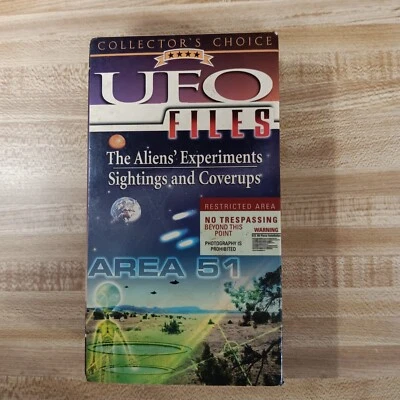 COLLECTOR'S CHOICE
UFO
FILES
The Aliens' Experiments
Sightings and Coverups
RESTRICTED AREA
NO TRESPASSING
BEYOND THIS
POINT
PHOTOGRAPHY IS
PROHIBITED
WARNING
AREA 51